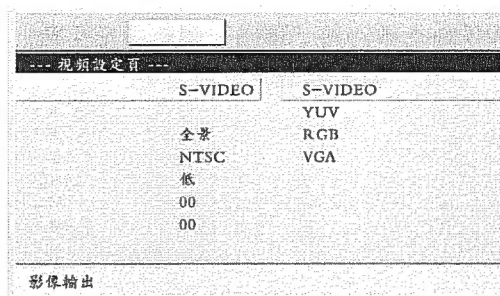 --- 視頻設定頁 ---
S-VIDEO S-VIDEO
YUV
全景 RGB
NTSC VGA
低
00
00
影像輸出